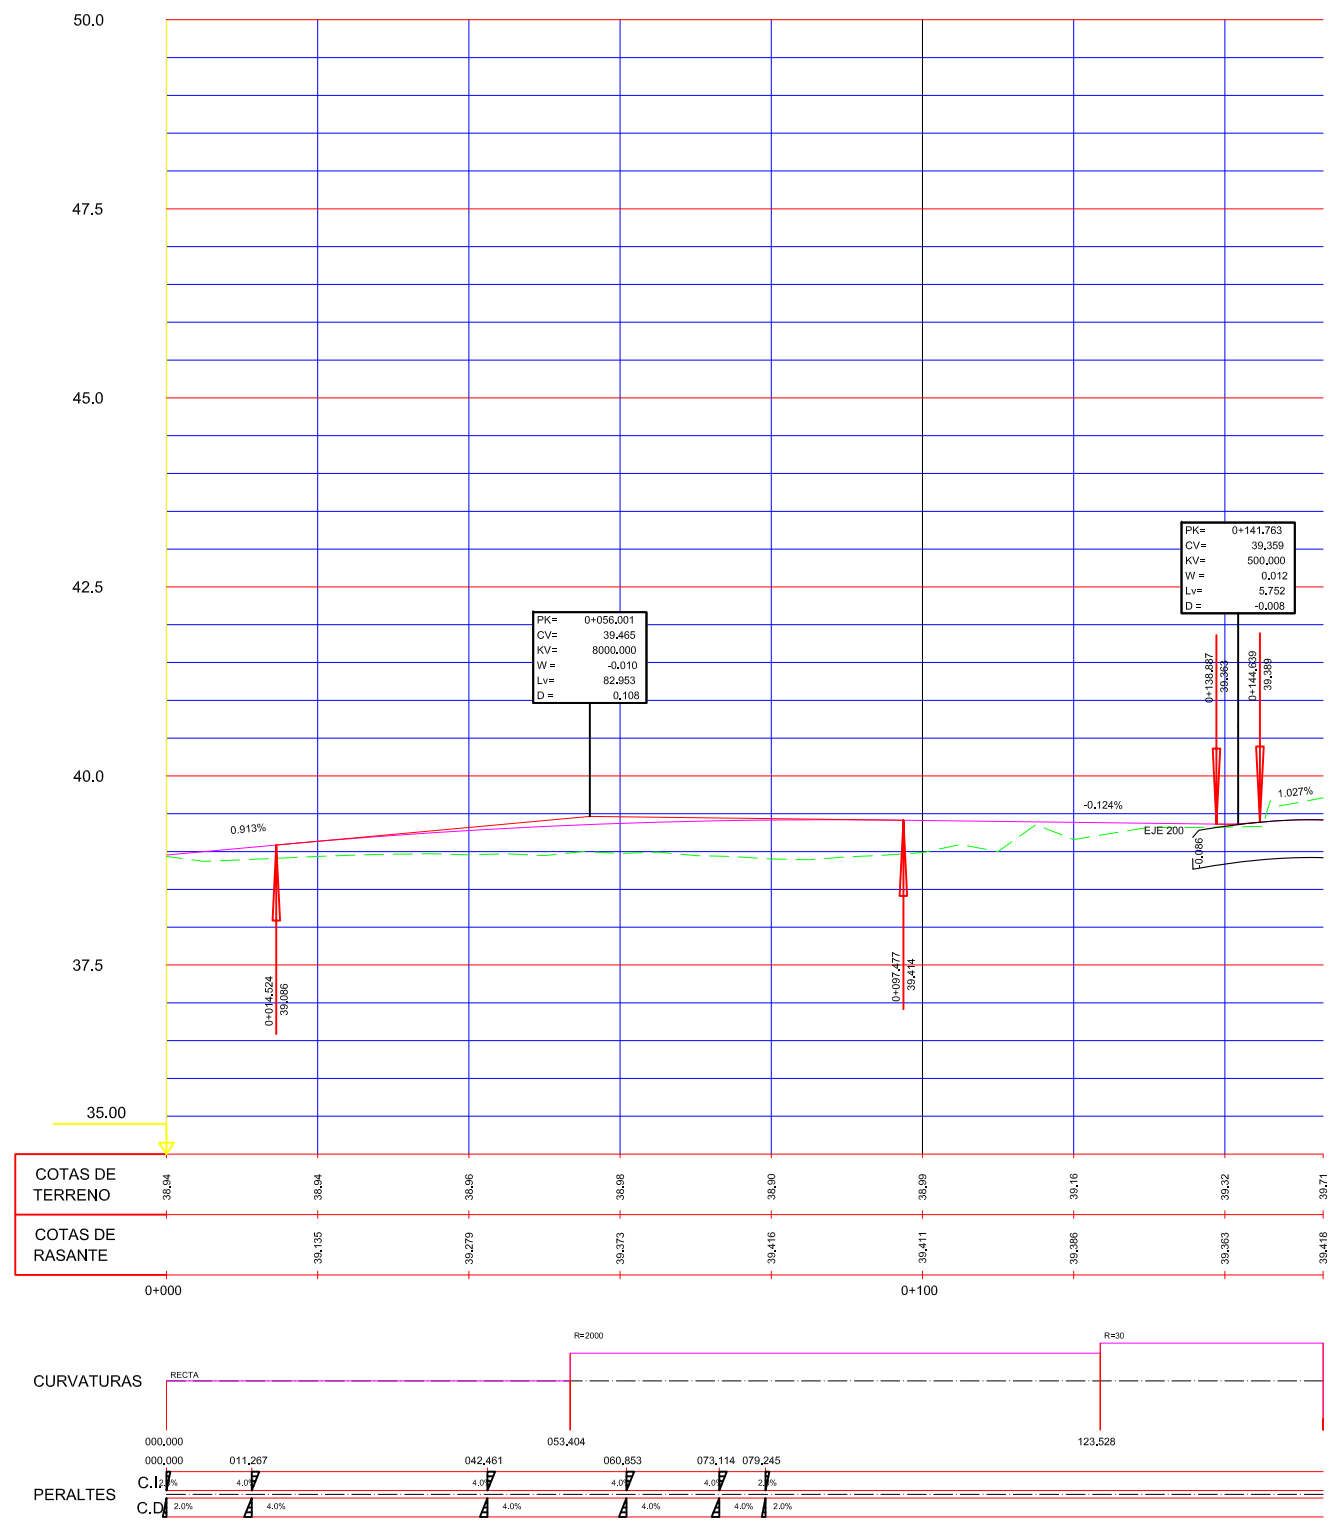 50.0
47.5
45.0
42.5
40.0
37.5
35.00
PK= 0+056.001
CV= 39.465
KV= 8000.000
W = -0.010
Lv= 82.953
D = 0.108
PK= 0+141.763
CV= 39.359
KV= 500.000
W = 0.012
Lv= 5.752
D = -0.008
0+138.887
39.363
0+144.639
39.389
0.913%
-0.124%
1.027%
EJE 200
-0.086
0+014.524
39.086
0+097.477
39.414
COTAS DE
TERRENO
38.94 38.94 38.96 38.98 38.90 38.99 39.16 39.32 39.71
COTAS DE
RASANTE
39.135 39.279 39.373 39.416 39.411 39.386 39.363 39.418
0+000 0+100
R=2000 R=30
RECTA
CURVATURAS
000.000 053.404 123.528
000.000 011.267 042.461 060.853 073.114 079.245
PERALTES
C.I. 2.0% 4.0% 4.0% 4.0% 4.0% 2.0%
C.D. 2.0% 4.0% 4.0% 4.0% 4.0% 2.0%